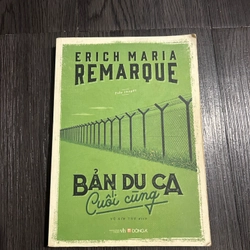 ERICH MARIA
REMARQUE
BẢN DU CA
Cuối cùng